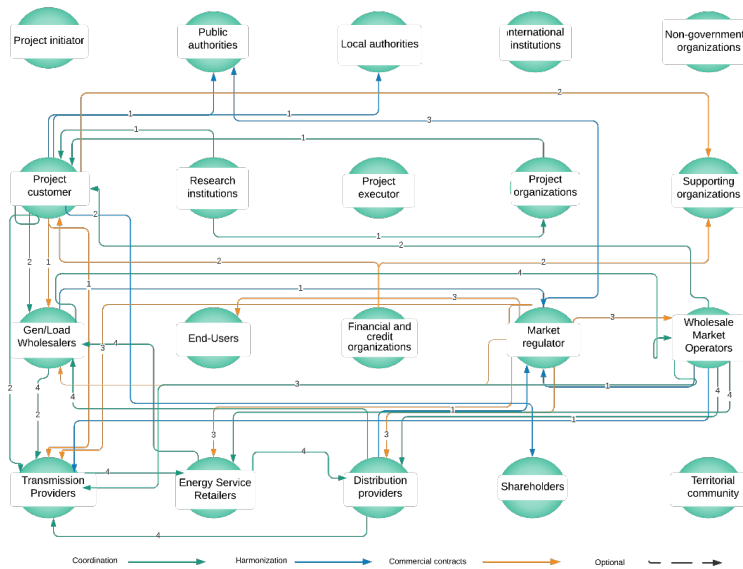 Project initiator
Public
authorities
Local authorities
International
institutions
Non-government
organizations
2
1
1
3
1
1
Project
customer
Research
institutions
Project
executor
Project
organizations
Supporting
organizations
2
1
2
2
1
2
2
4
1
1
3
3
Gen/Load
Wholesalers
End-Users
Financial and
credit
organizations
Market
regulator
Wholesale
Market
Operators
4
3
2
4
2
4
3
1
4
4
1
1
3
3
4
4
Transmission
Providers
Energy Service
Retailers
Distribution
providers
Shareholders
Territorial
community
4
Coordination
Harmonization
Commercial contracts
Optional